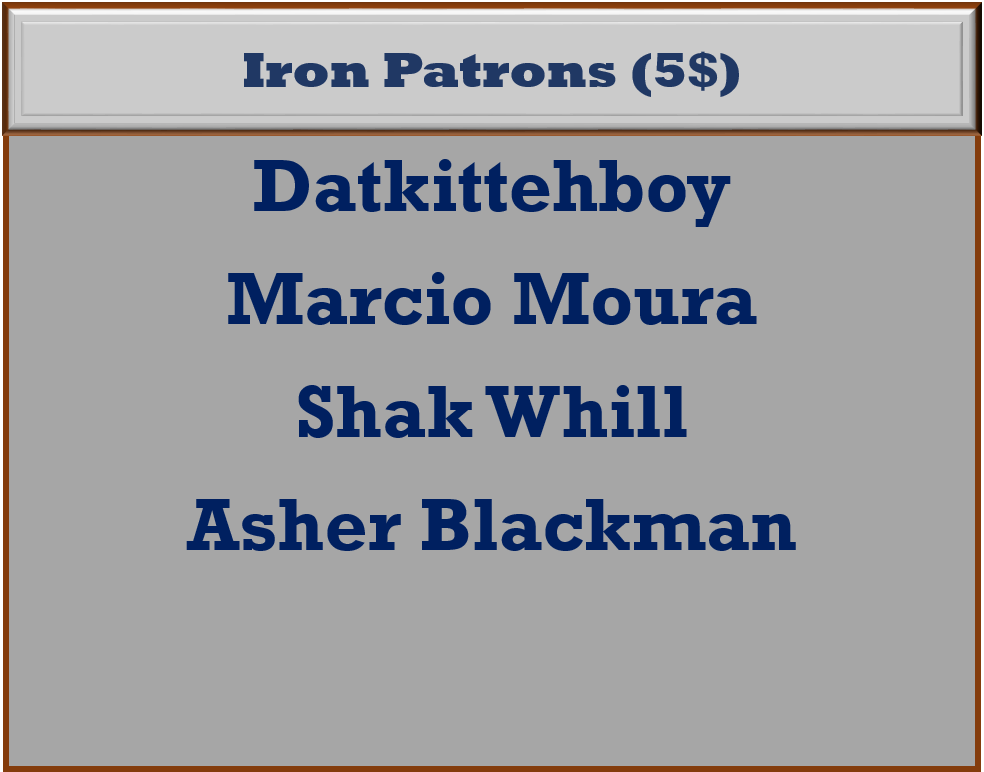 Iron Patrons (5$)
Datkittehboy
Marcio Moura
Shak Whill
Asher Blackman